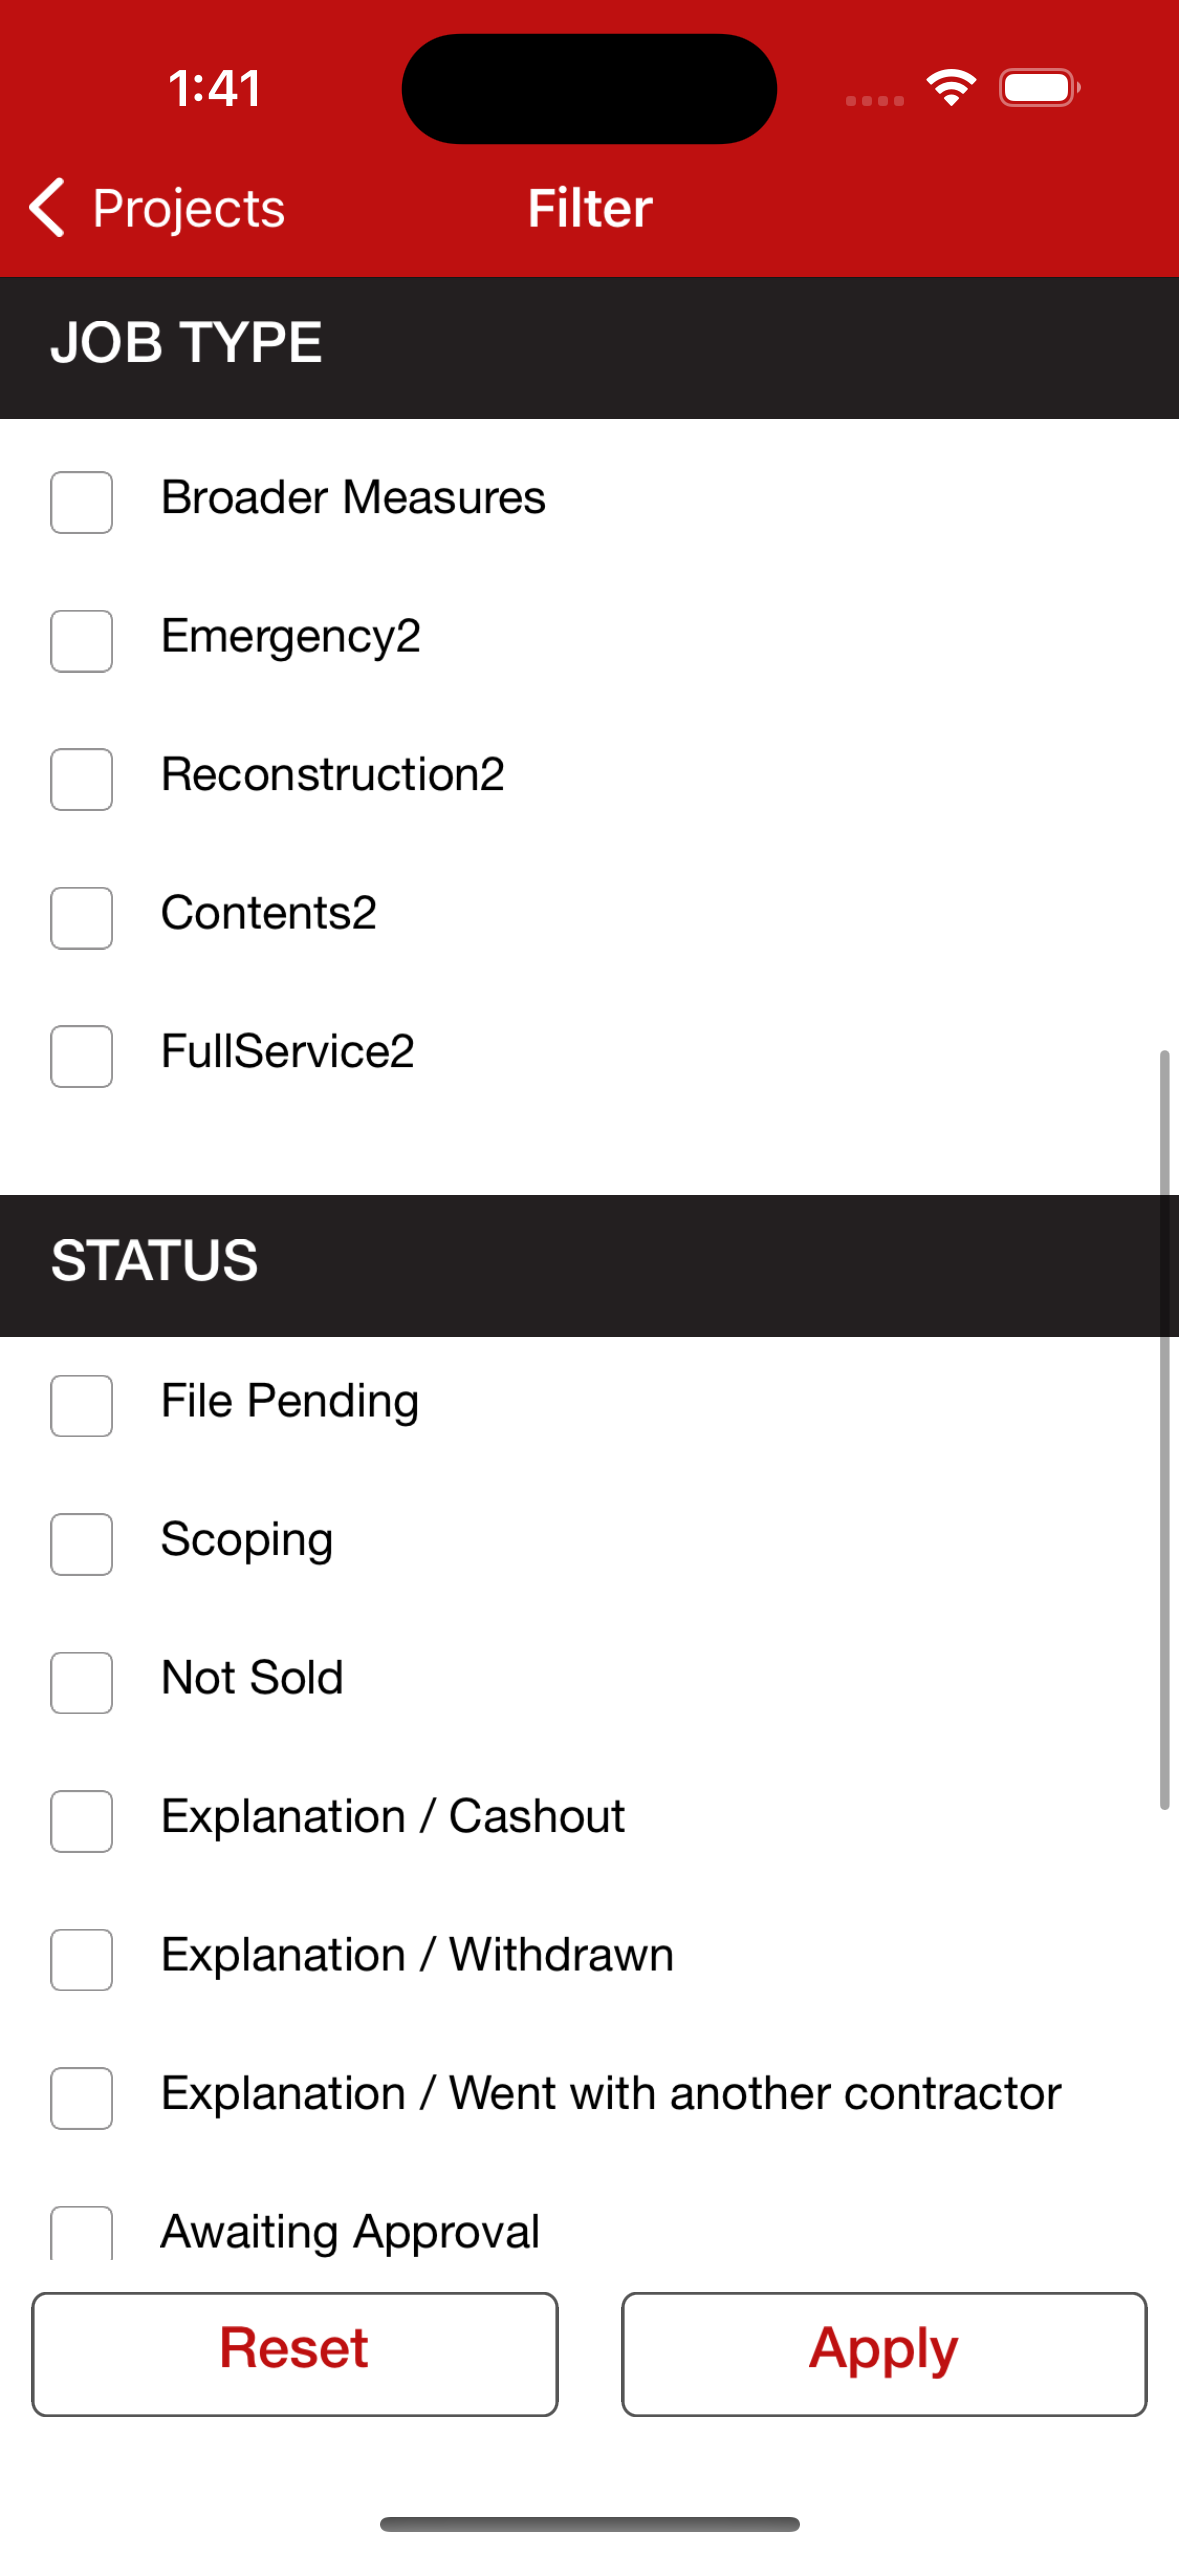 1:41
Projects
Filter
JOB TYPE
Broader Measures
Emergency2
Reconstruction2
Contents2
FullService2
STATUS
File Pending
Scoping
Not Sold
Explanation / Cashout
Explanation / Withdrawn
Explanation / Went with another contractor
Awaiting Approval
Reset
Apply